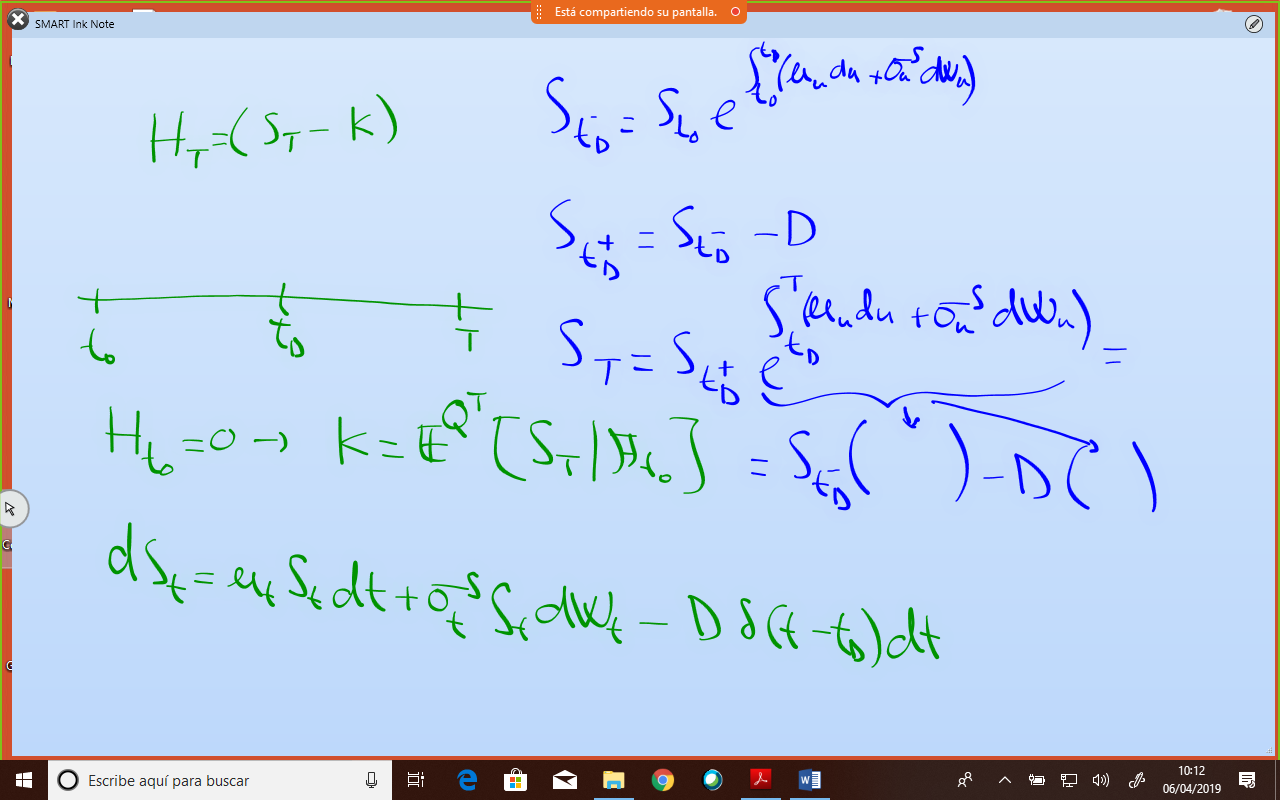 Está compartiendo su pantalla.
SMART Ink Note
H_T = (S_T - K)
S_{t_D^-} = S_{t_0} e^{∫_{t_0}^{t_D} (μ_u du + σ_u^S dW_u)}
S_{t_D^+} = S_{t_D^-} - D
t_0 t_D T
S_T = S_{t_D^+} e^{∫_{t_D}^{T} (μ_u du + σ_u^S dW_u)} =
= S_{t_D^-} ( ) - D ( )
H_{t_0} = 0 → K = E^{Q^T} [S_T | F_{t_0}]
dS_t = μ_t S_t dt + σ_t^S S_t dW_t - D δ(t - t_D) dt
Escribe aquí para buscar
10:12
06/04/2019